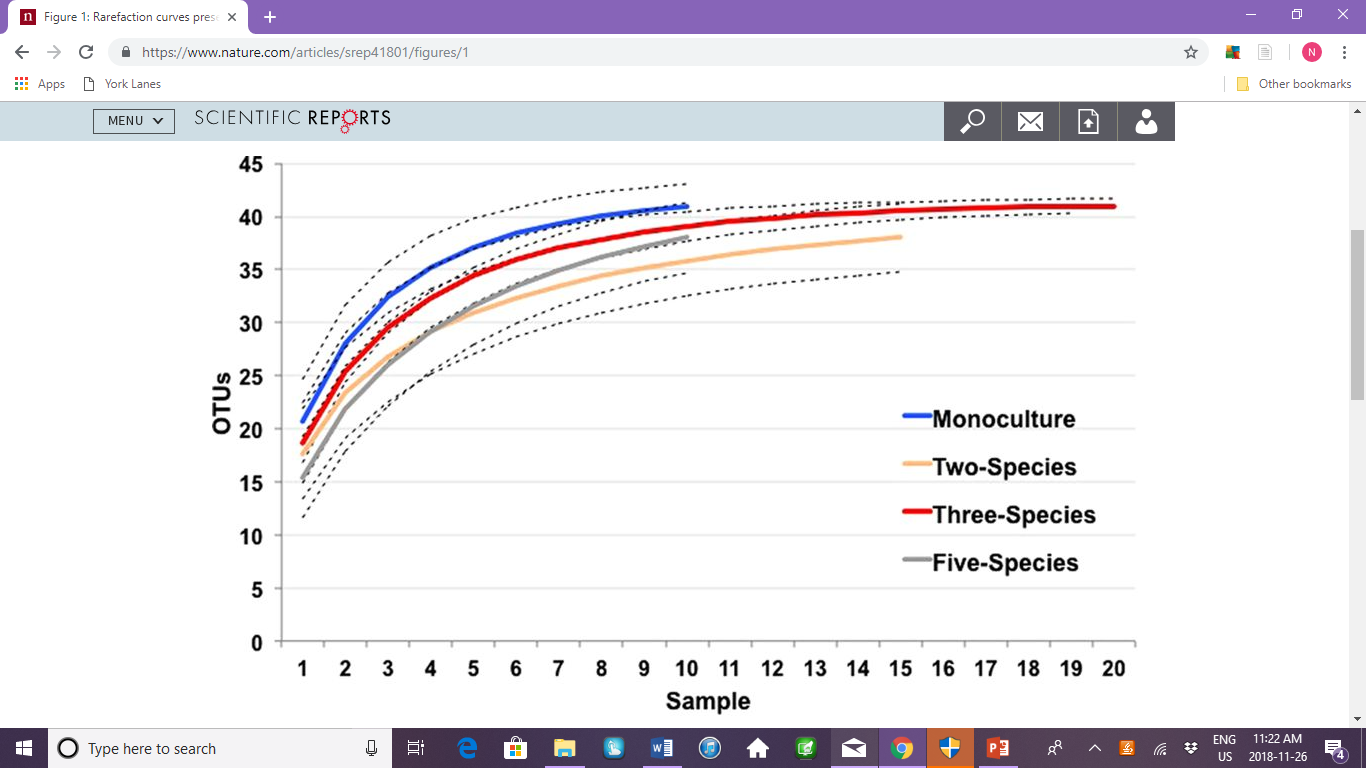 Figure 1: Rarefaction curves pres
https://www.nature.com/articles/srep41801/figures/1
N
Apps
York Lanes
Other bookmarks
MENU
SCIENTIFIC REPORTS
45
40
35
30
25
20
15
10
5
0
OTUs
Monoculture
Two-Species
Three-Species
Five-Species
1 2 3 4 5 6 7 8 9 10 11 12 13 14 15 16 17 18 19 20
Sample
Type here to search
ENG
US
11:22 AM
2018-11-26
4